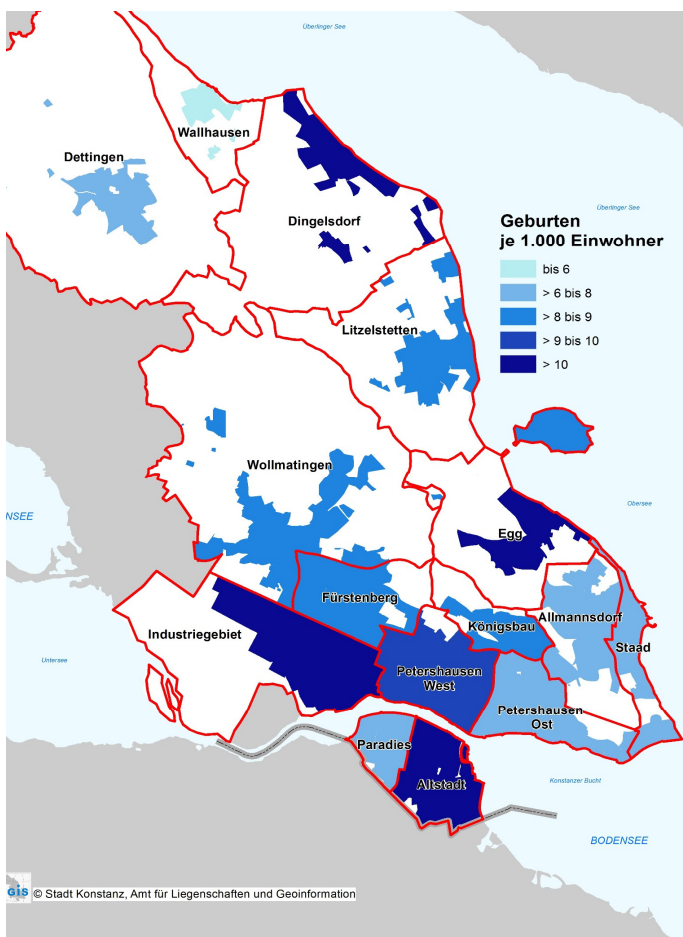 Überlinger See
Wallhausen
Dettingen
Dingelsdorf
Überlinger See
Geburten
je 1.000 Einwohner
bis 6
> 6 bis 8
> 8 bis 9
> 9 bis 10
> 10
Litzelstetten
Wollmatingen
Obersee
NSEE
Egg
Fürstenberg
Allmannsdorf
Königsbau
Industriegebiet
Staad
Untersee
Petershausen
West
Petershausen
Ost
Paradies
Altstadt
Konstanzer Bucht
BODENSEE
GIS © Stadt Konstanz, Amt für Liegenschaften und Geoinformation